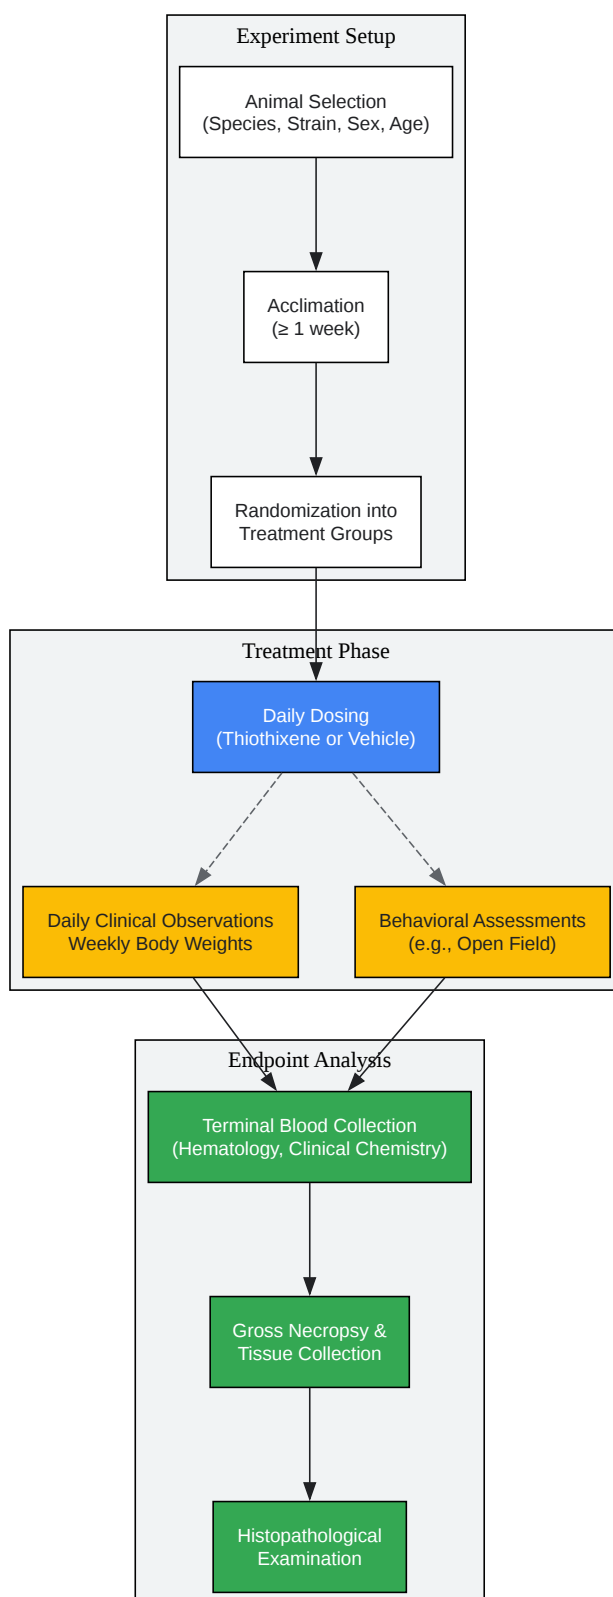 Experiment Setup
Animal Selection
(Species, Strain, Sex, Age)
Acclimation
(≥ 1 week)
Randomization into
Treatment Groups
Treatment Phase
Daily Dosing
(Thiothixene or Vehicle)
Daily Clinical Observations
Weekly Body Weights
Behavioral Assessments
(e.g., Open Field)
Endpoint Analysis
Terminal Blood Collection
(Hematology, Clinical Chemistry)
Gross Necropsy &
Tissue Collection
Histopathological
Examination